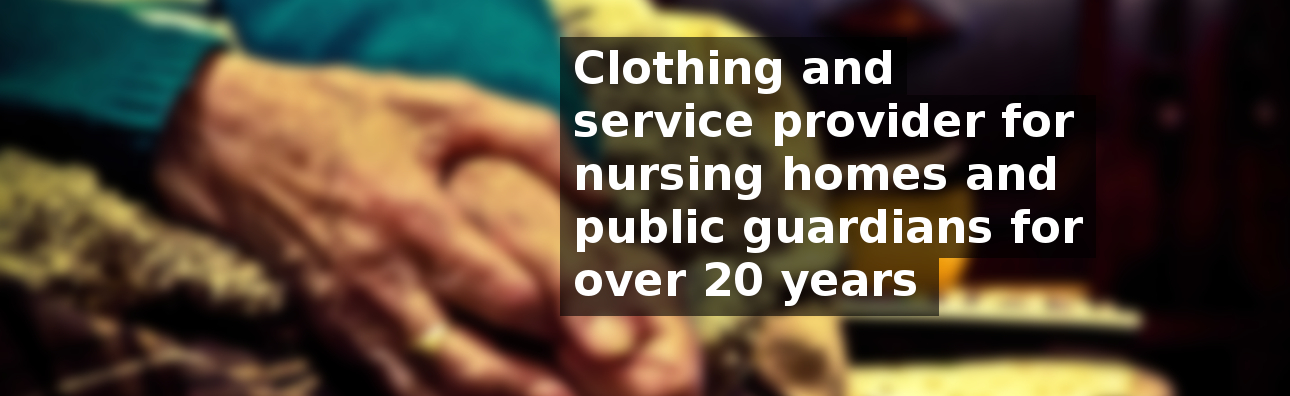 Clothing and
service provider for
nursing homes and
public guardians for
over 20 years